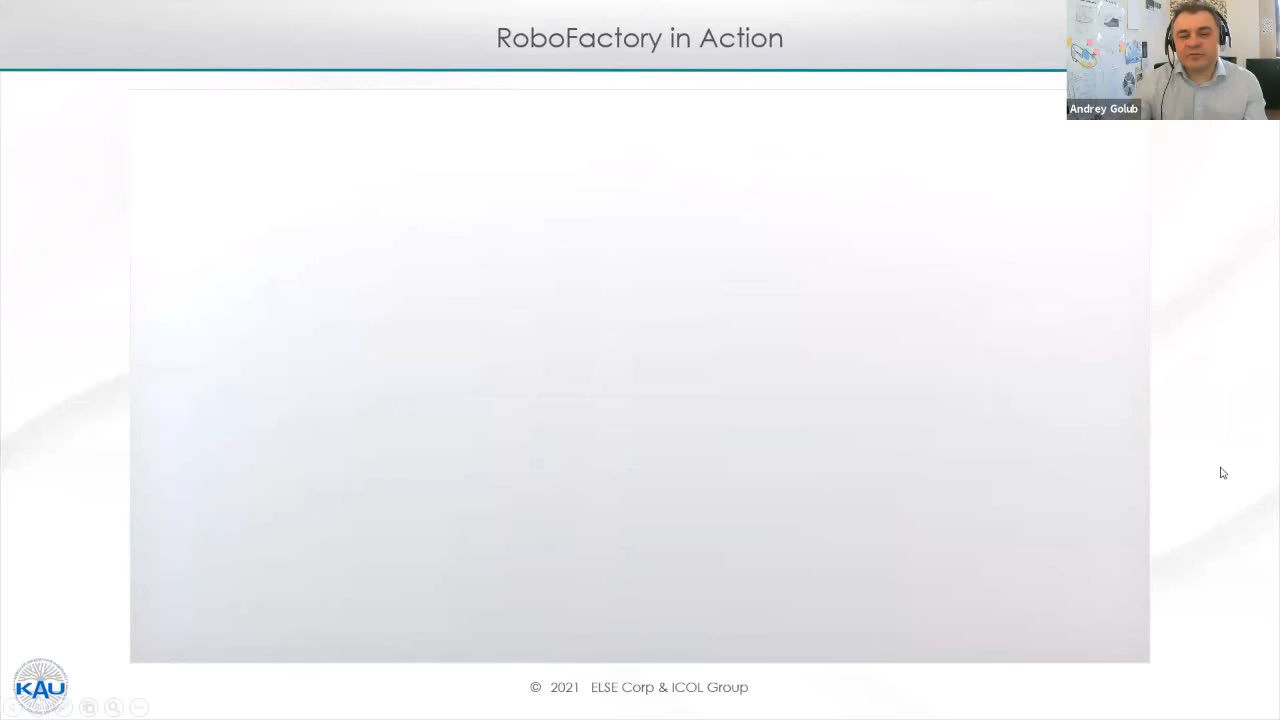 RoboFactory in Action
Andrey Golub
KAU
© 2021 ELSE Corp & ICOL Group